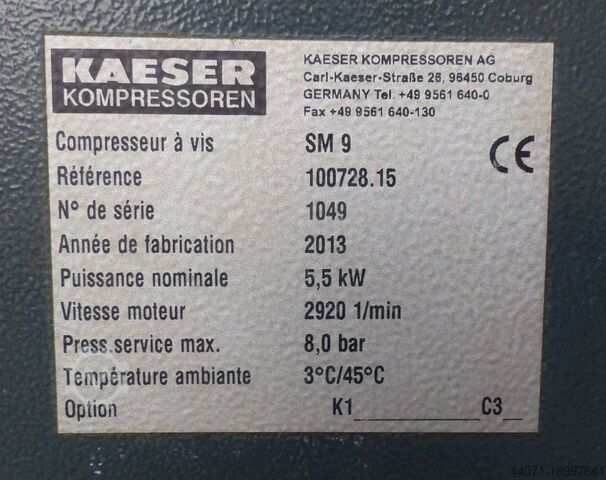 KAESER
KOMPRESSOREN
KAESER KOMPRESSOREN AG
Carl-Kaeser-Straße 26, 96450 Coburg
GERMANY Tel. +49 9561 640-0
Fax +49 9561 640-130
CE
Compresseur à vis SM 9
Référence 100728.15
N° de série 1049
Année de fabrication 2013
Puissance nominale 5,5 kW
Vitesse moteur 2920 1/min
Press.service max. 8,0 bar
Température ambiante 3°C/45°C
Option K1__________C3__
44071-18997641